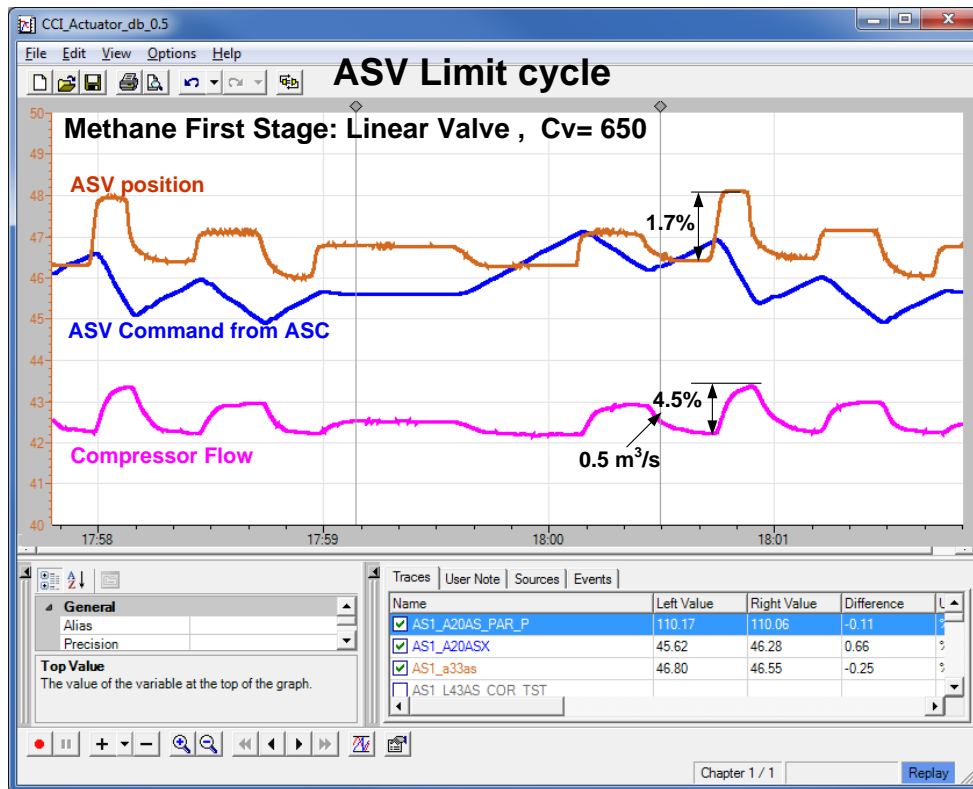 CCI_Actuator_db_0.5
File Edit View Options Help
ASV Limit cycle
Methane First Stage: Linear Valve , Cv= 650
ASV position
1.7%
ASV Command from ASC
4.5%
0.5 m³/s
Compressor Flow
50
49
48
47
46
45
44
43
42
41
40
17:58 17:59 18:00 18:01
General
Alias
Precision
Top Value
The value of the variable at the top of the graph.
Traces User Note Sources Events
Name Left Value Right Value Difference
AS1_A20AS_PAR_P 110.17 110.06 -0.11
AS1_A20ASX 45.62 46.28 0.66
AS1_a33as 46.80 46.55 -0.25
AS1_L43AS_COR_TST
Chapter 1 / 1
Replay